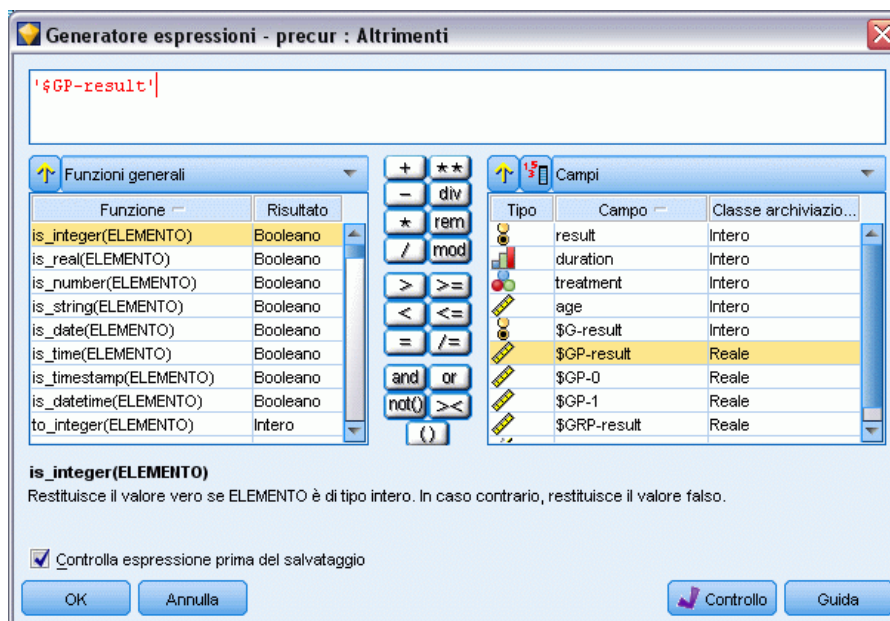 Generatore espressioni - precur : Altrimenti
'$GP-result'
Funzioni generali
Funzione Risultato
is_integer(ELEMENTO) Booleano
is_real(ELEMENTO) Booleano
is_number(ELEMENTO) Booleano
is_string(ELEMENTO) Booleano
is_date(ELEMENTO) Booleano
is_time(ELEMENTO) Booleano
is_timestamp(ELEMENTO) Booleano
is_datetime(ELEMENTO) Booleano
to_integer(ELEMENTO) Intero
+ **
- div
* rem
/ mod
> >=
< <=
= /=
and or
not() ><
()
Campi
Tipo Campo Classe archiviazio...
result Intero
duration Intero
treatment Intero
age Intero
$G-result Intero
$GP-result Reale
$GP-0 Reale
$GP-1 Reale
$GRP-result Reale
is_integer(ELEMENTO)
Restituisce il valore vero se ELEMENTO è di tipo intero. In caso contrario, restituisce il valore falso.
Controlla espressione prima del salvataggio
OK Annulla Controllo Guida